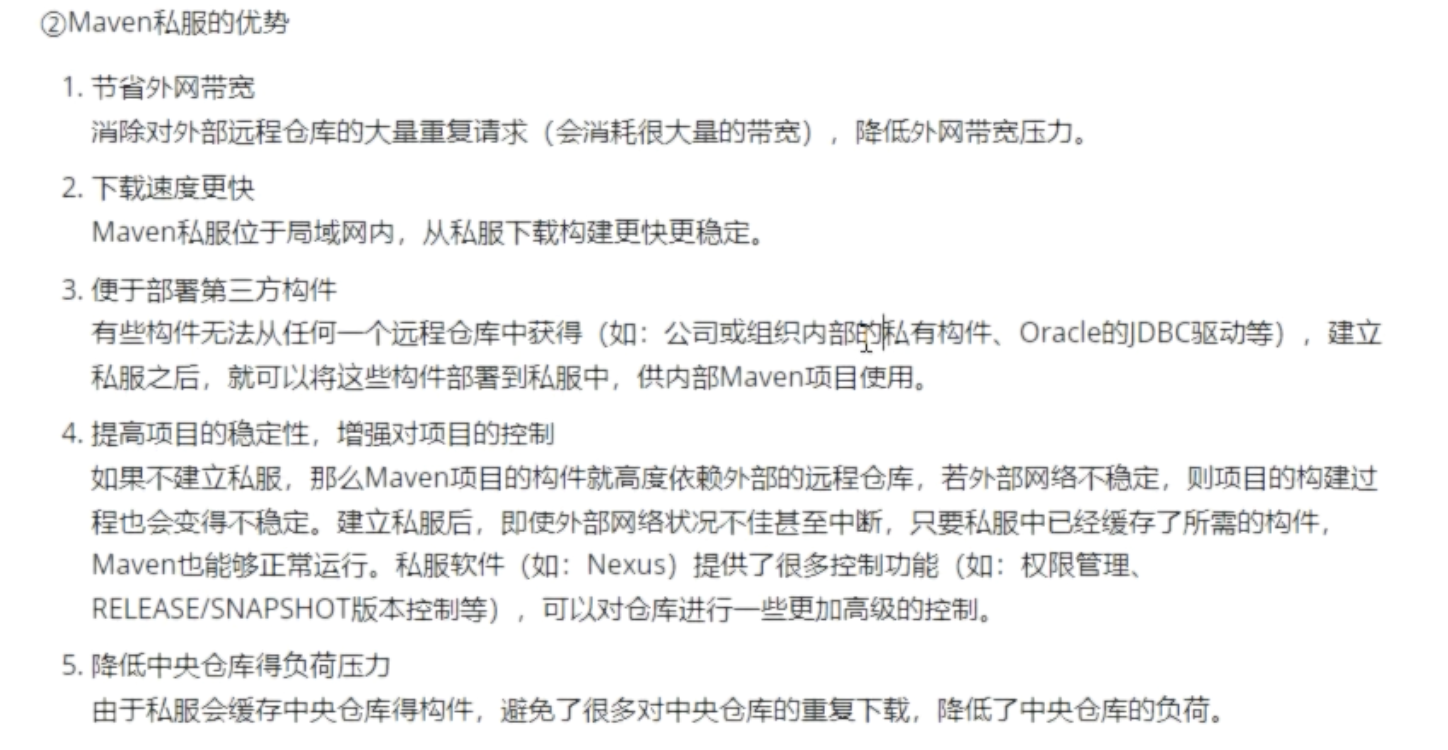 ②Maven私服的优势
1. 节省外网带宽
消除对外部远程仓库的大量重复请求（会消耗很大量的带宽），降低外网带宽压力。
2. 下载速度更快
Maven私服位于局域网内，从私服下载构建更快更稳定。
3. 便于部署第三方构件
有些构件无法从任何一个远程仓库中获得（如：公司或组织内部的私有构件、Oracle的JDBC驱动等），建立
私服之后，就可以将这些构件部署到私服中，供内部Maven项目使用。
4. 提高项目的稳定性，增强对项目的控制
如果不建立私服，那么Maven项目的构件就高度依赖外部的远程仓库，若外部网络不稳定，则项目的构建过
程也会变得不稳定。建立私服后，即使外部网络状况不佳甚至中断，只要私服中已经缓存了所需的构件，
Maven也能够正常运行。私服软件（如：Nexus）提供了很多控制功能（如：权限管理、
RELEASE/SNAPSHOT版本控制等），可以对仓库进行一些更加高级的控制。
5. 降低中央仓库得负荷压力
由于私服会缓存中央仓库得构件，避免了很多对中央仓库的重复下载，降低了中央仓库的负荷。